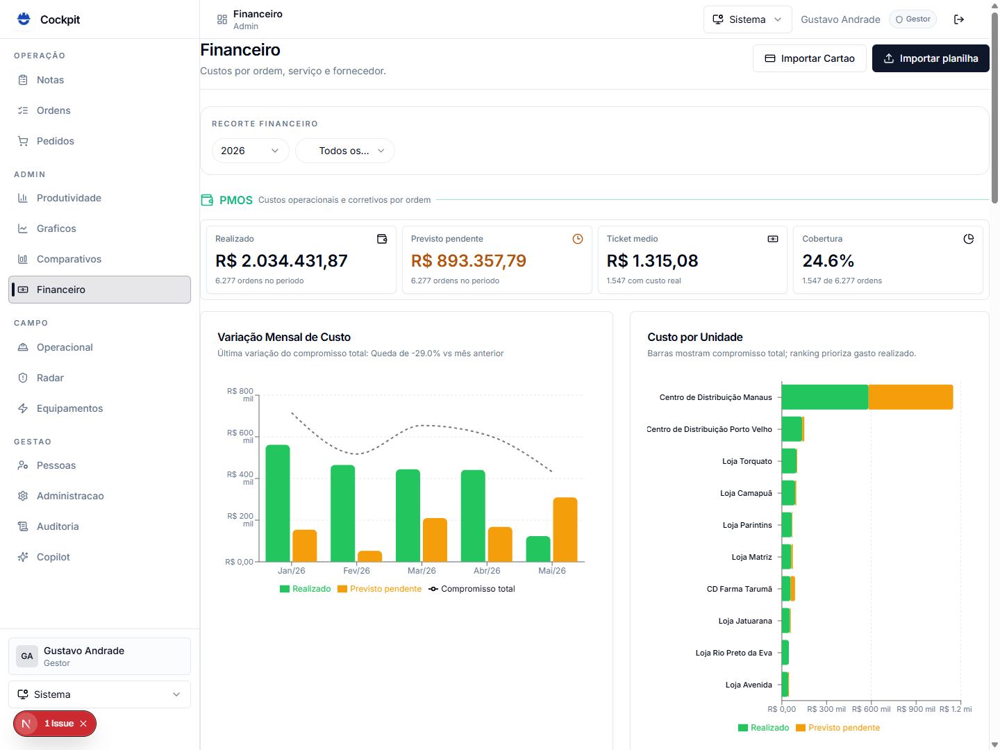 Cockpit
Financeiro
Admin
Sistema
Gustavo Andrade
Gestor
OPERAÇÃO
Notas
Ordens
Pedidos
ADMIN
Produtividade
Graficos
Comparativos
Financeiro
CAMPO
Operacional
Radar
Equipamentos
GESTAO
Pessoas
Administracao
Auditoria
Copilot
GA
Gustavo Andrade
Gestor
Sistema
N
1 Issue
Financeiro
Custos por ordem, serviço e fornecedor.
Importar Cartao
Importar planilha
RECORTE FINANCEIRO
2026
Todos os...
PMOS Custos operacionais e corretivos por ordem
Realizado
R$ 2.034.431,87
6.277 ordens no periodo
Previsto pendente
R$ 893.357,79
6.277 ordens no periodo
Ticket medio
R$ 1.315,08
1.547 com custo real
Cobertura
24.6%
1.547 de 6.277 ordens
Variação Mensal de Custo
Última variação do compromisso total: Queda de -29.0% vs mês anterior
R$ 800
mil
R$ 600
mil
R$ 400
mil
R$ 200
mil
R$ 0,00
Jan/26 Fev/26 Mar/26 Abr/26 Mai/26
Realizado Previsto pendente Compromisso total
Custo por Unidade
Barras mostram compromisso total; ranking prioriza gasto realizado.
Centro de Distribuição Manaus
Centro de Distribuição Porto Velho
Loja Torquato
Loja Camapuã
Loja Parintins
Loja Matriz
CD Farma Tarumã
Loja Jatuarana
Loja Rio Preto da Eva
Loja Avenida
R$ 0,00 R$ 300 mil R$ 600 mil R$ 900 mil R$ 1.2 mi
Realizado Previsto pendente